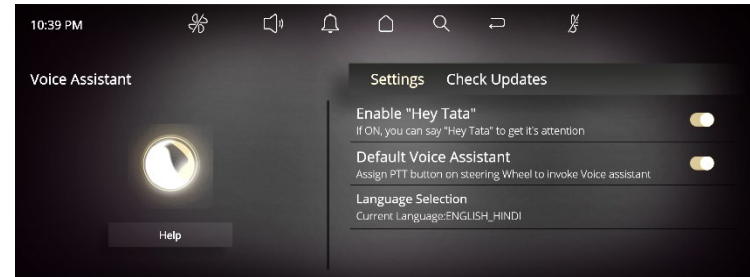 10:39 PM
Voice Assistant
Settings Check Updates
Enable "Hey Tata"
If ON, you can say "Hey Tata" to get it's attention
Default Voice Assistant
Assign PTT button on steering Wheel to invoke Voice assistant
Language Selection
Current Language:ENGLISH_HINDI
Help